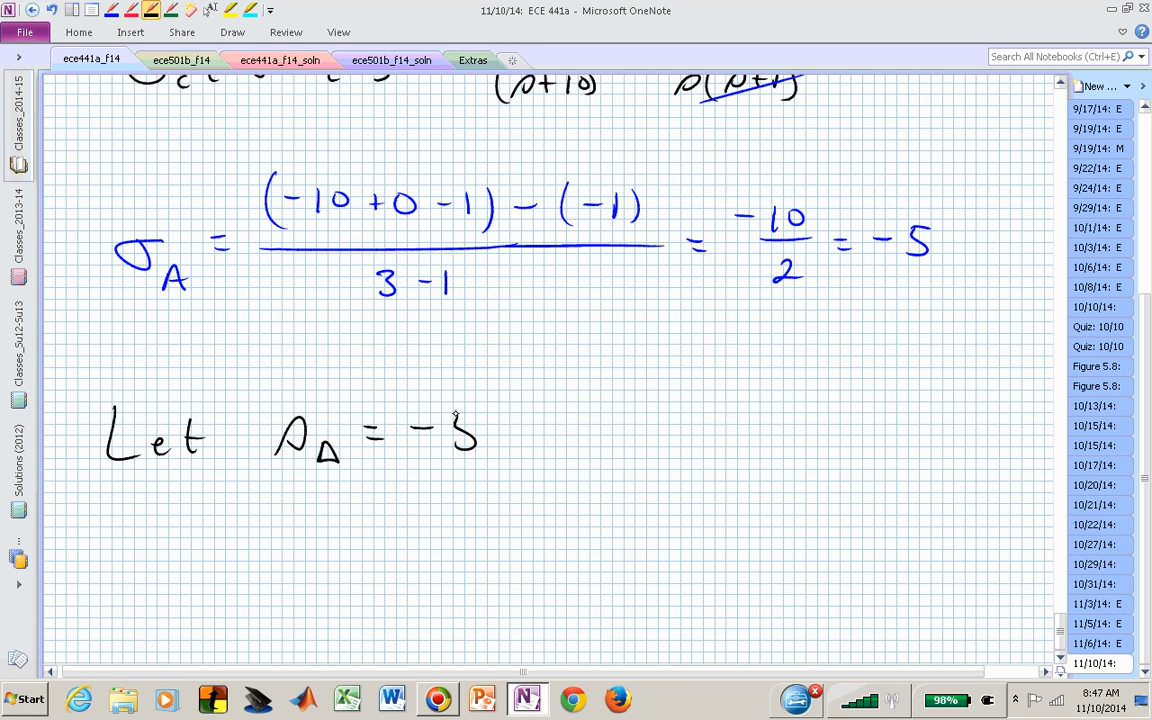 11/10/14: ECE 441a - Microsoft OneNote
File Home Insert Share Draw Review View
ece441a_f14 ece501b_f14 ece441a_f14_soln ece501b_f14_soln Extras
Search All Notebooks (Ctrl+E)
Classes_2014-15
Classes_2013-14
Classes_Su12-Su13
Solutions (2012)
(s+10) s(s+1)
σ_A = ((-10 + 0 - 1) - (-1)) / (3 - 1) = -10 / 2 = -5
Let s_Δ = -5
New ...
9/17/14: E
9/19/14: E
9/19/14: M
9/22/14: E
9/24/14: E
9/29/14: E
10/1/14: E
10/3/14: E
10/6/14: E
10/8/14: E
10/10/14:
Quiz: 10/10
Quiz: 10/10
Figure 5.8:
Figure 5.8:
10/13/14:
10/15/14:
10/15/14:
10/17/14:
10/20/14:
10/21/14:
10/22/14:
10/27/14:
10/29/14:
10/31/14:
11/3/14: E
11/5/14: E
11/6/14: E
11/10/14:
Start
98%
8:47 AM
11/10/2014